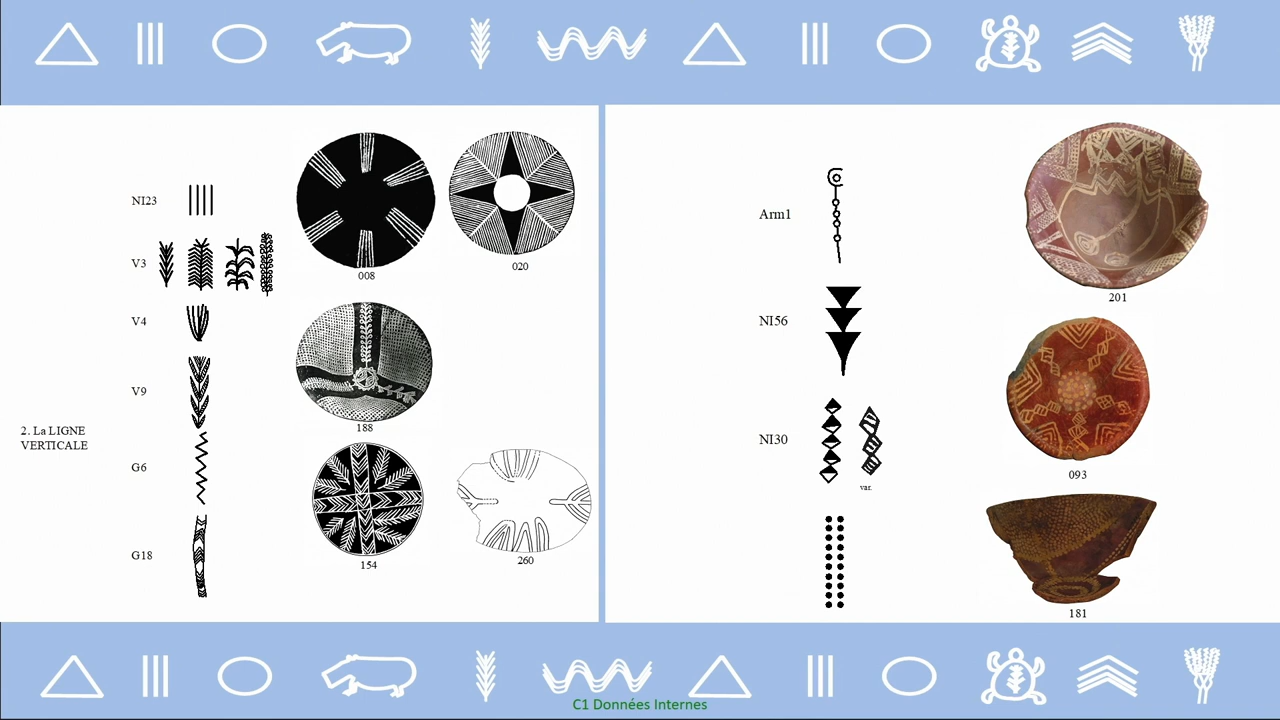 NI23
008
020
V3
V4
V9
188
2. La LIGNE
VERTICALE
G6
G18
154
260
Arm1
201
NI56
093
NI30
var.
181
C1 Données Internes